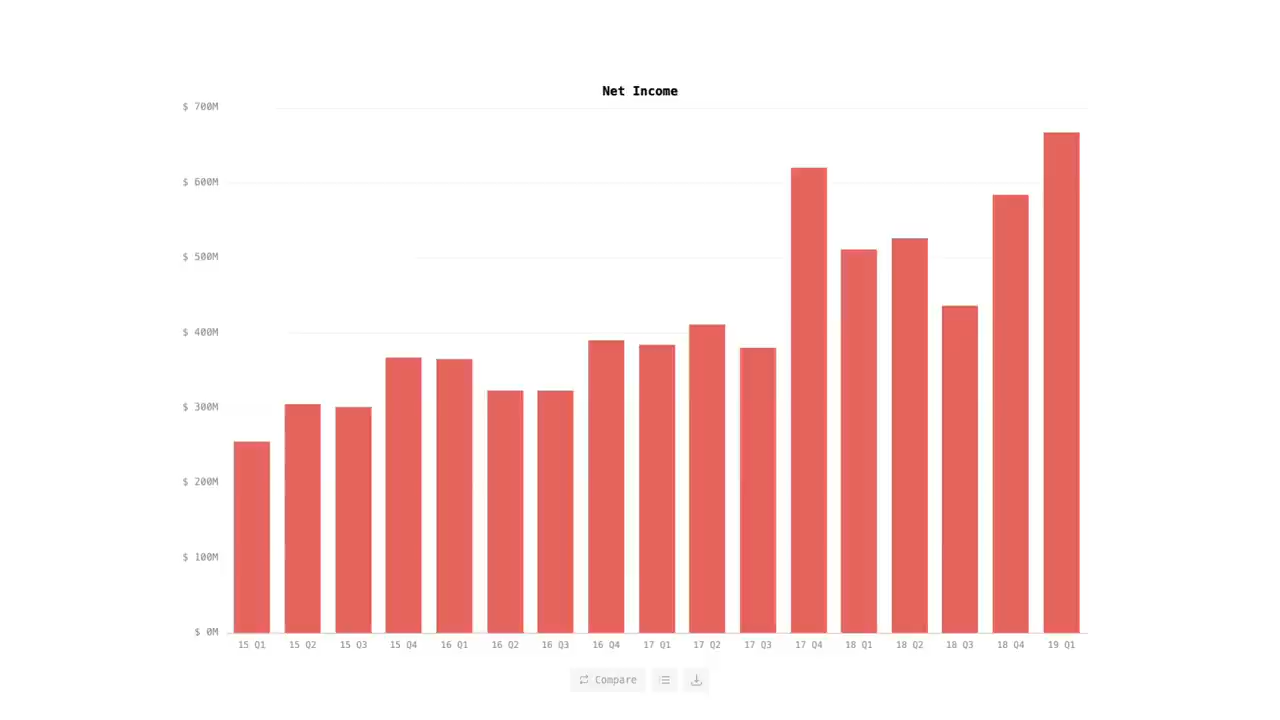 Net Income
$ 700M
$ 600M
$ 500M
$ 400M
$ 300M
$ 200M
$ 100M
$ 0M
15 Q1 15 Q2 15 Q3 15 Q4 16 Q1 16 Q2 16 Q3 16 Q4 17 Q1 17 Q2 17 Q3 17 Q4 18 Q1 18 Q2 18 Q3 18 Q4 19 Q1
Compare